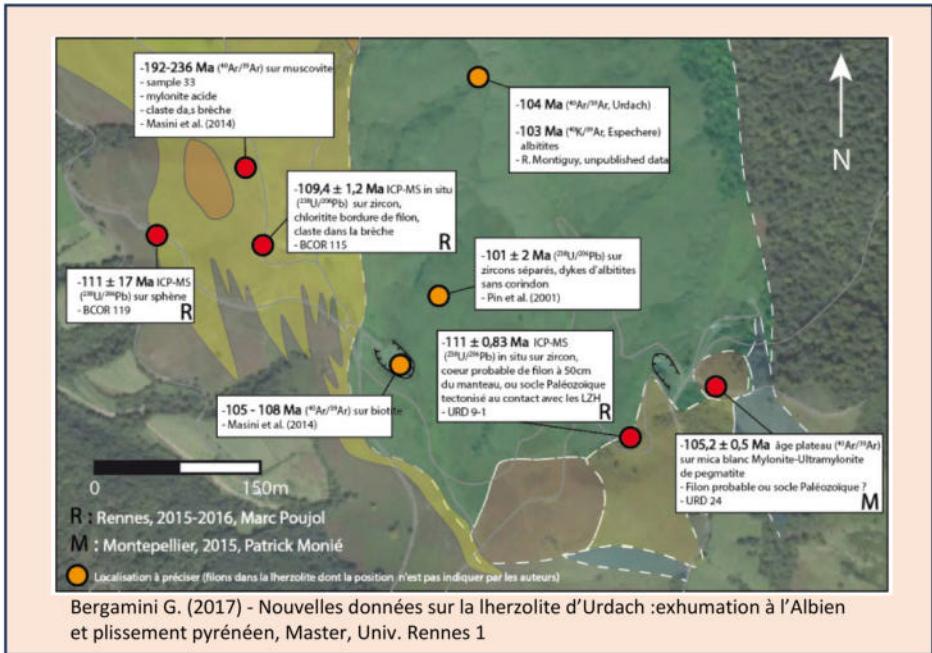 -192-236 Ma (⁴⁰Ar/³⁹Ar) sur muscovite
- sample 33
- mylonite acide
- claste da,s brèche
- Masini et al. (2014)
-104 Ma (⁴⁰Ar/³⁹Ar, Urdach)
-103 Ma (⁴⁰K/³⁹Ar, Espechere)
albitites
- R. Montiguy, unpublished data
N
-109,4 ± 1,2 Ma ICP-MS in situ
(²³⁸U/²⁰⁶Pb) sur zircon,
chloritite bordure de filon,
claste dans la brèche
- BCOR 115
R
-111 ± 17 Ma ICP-MS
(²³⁸U/²⁰⁶Pb) sur sphène
- BCOR 119
R
-101 ± 2 Ma (²³⁸U/²⁰⁶Pb) sur
zircons séparés, dykes d'albitites
sans corindon
- Pin et al. (2001)
-111 ± 0,83 Ma ICP-MS
(²³⁸U/²⁰⁶Pb) in situ sur zircon,
coeur probable de filon à 50cm
du manteau, ou socle Paléozoïque
tectonisé au contact avec les LZH
- URD 9-1
R
-105 - 108 Ma (⁴⁰Ar/³⁹Ar) sur biotite
- Masini et al. (2014)
-105,2 ± 0,5 Ma âge plateau (⁴⁰Ar/³⁹Ar)
sur mica blanc Mylonite-Ultramylonite
de pegmatite
- Filon probable ou socle Paléozoïque ?
- URD 24
M
0 150m
R : Rennes, 2015-2016, Marc Poujol
M : Montepellier, 2015, Patrick Monié
Localisation à préciser (filons dans la lherzolite dont la position n'est pas indiquer par les auteurs)
Bergamini G. (2017) - Nouvelles données sur la lherzolite d'Urdach :exhumation à l'Albien
et plissement pyrénéen, Master, Univ. Rennes 1